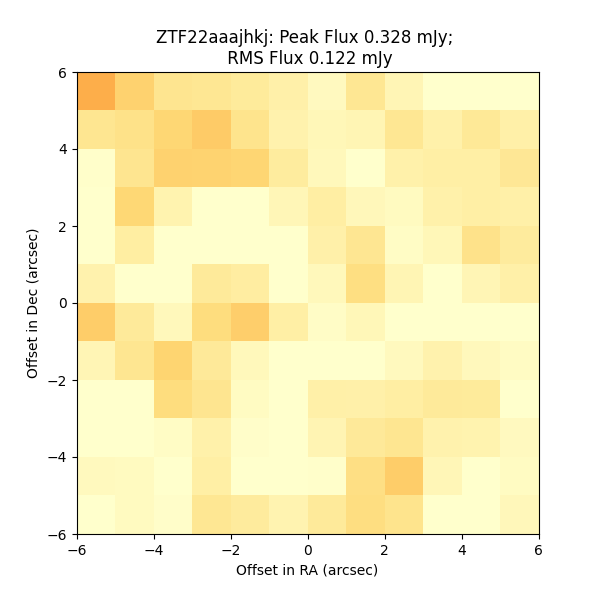 ZTF22aaajhkj: Peak Flux 0.328 mJy;
RMS Flux 0.122 mJy
6
4
2
0
−2
−4
−6
Offset in Dec (arcsec)
−6 −4 −2 0 2 4 6
Offset in RA (arcsec)